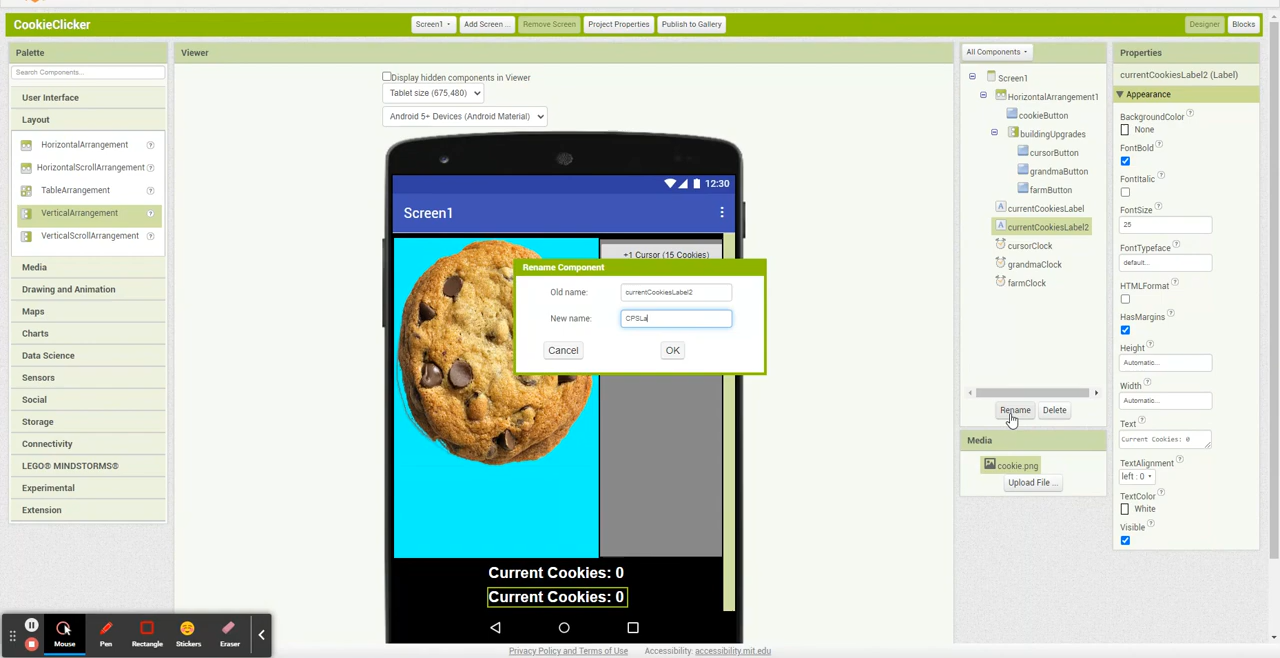 CookieClicker
Screen1
Add Screen ...
Remove Screen
Project Properties
Publish to Gallery
Designer
Blocks
Palette
Search Components...
User Interface
Layout
HorizontalArrangement
HorizontalScrollArrangement
TableArrangement
VerticalArrangement
VerticalScrollArrangement
Media
Drawing and Animation
Maps
Charts
Data Science
Sensors
Social
Storage
Connectivity
LEGO® MINDSTORMS®
Experimental
Extension
Viewer
Display hidden components in Viewer
Tablet size (675,480)
Android 5+ Devices (Android Material)
12:30
Screen1
+1 Cursor (15 Cookies)
Rename Component
Old name: currentCookiesLabel2
New name: CPSLa
Cancel
OK
Current Cookies: 0
Current Cookies: 0
All Components
Screen1
HorizontalArrangement1
cookieButton
buildingUpgrades
cursorButton
grandmaButton
farmButton
currentCookiesLabel
currentCookiesLabel2
cursorClock
grandmaClock
farmClock
Rename
Delete
Media
cookie.png
Upload File ...
Properties
currentCookiesLabel2 (Label)
Appearance
BackgroundColor
None
FontBold
FontItalic
FontSize
25
FontTypeface
default...
HTMLFormat
HasMargins
Height
Automatic...
Width
Automatic...
Text
Current Cookies: 0
TextAlignment
left : 0
TextColor
White
Visible
Mouse
Pen
Rectangle
Stickers
Eraser
Privacy Policy and Terms of Use
Accessibility: accessibility.mit.edu